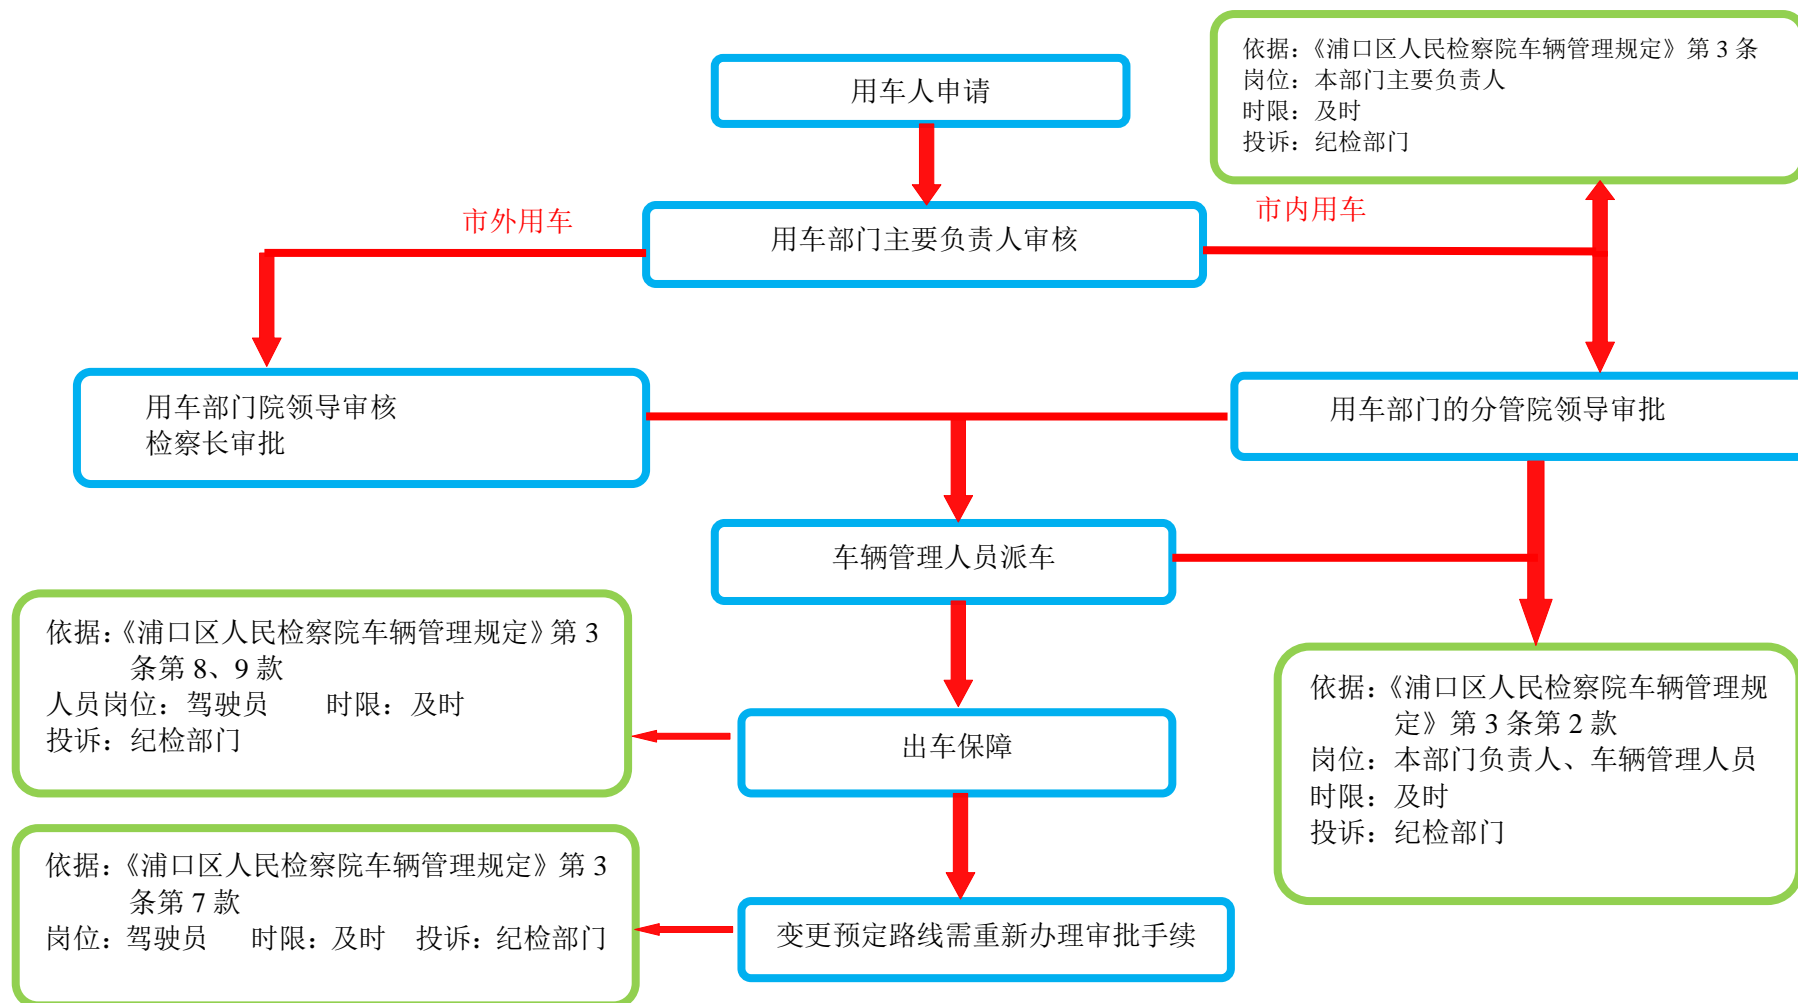 依据：《浦口区人民检察院车辆管理规定》第 3 条
岗位：本部门主要负责人
时限：及时
投诉：纪检部门
用车人申请
市外用车
市内用车
用车部门主要负责人审核
用车部门院领导审核
检察长审批
用车部门的分管院领导审批
车辆管理人员派车
依据：《浦口区人民检察院车辆管理规定》第 3
条第 8、9 款
人员岗位：驾驶员 时限：及时
投诉：纪检部门
出车保障
依据：《浦口区人民检察院车辆管理规
定》第 3 条第 2 款
岗位：本部门负责人、车辆管理人员
时限：及时
投诉：纪检部门
依据：《浦口区人民检察院车辆管理规定》第 3
条第 7 款
岗位：驾驶员 时限：及时 投诉：纪检部门
变更预定路线需重新办理审批手续